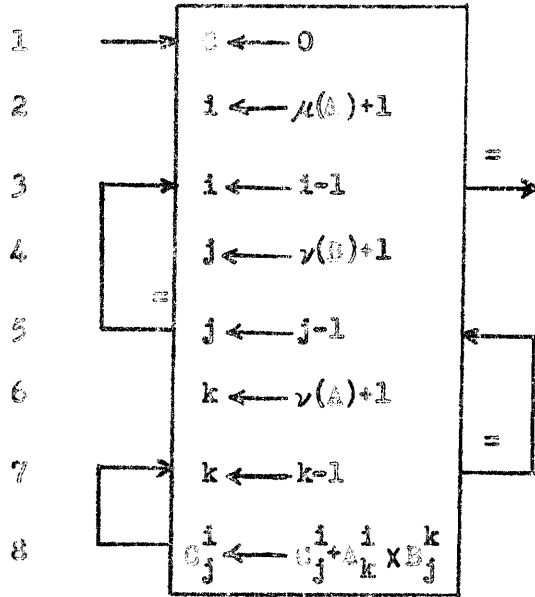 1 C ← 0
2 i ← μ(A)+1
=
3 i ← i-1
4 j ← ν(B)+1
=
5 j ← j-1
6 k ← ν(A)+1
=
7 k ← k-1
8 C^i_j ← C^i_j + A^i_k × B^k_j